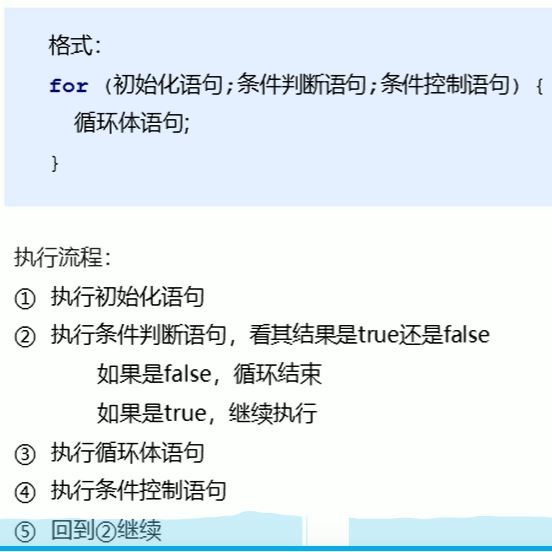 格式：
for (初始化语句;条件判断语句;条件控制语句) {
循环体语句;
}
执行流程：
① 执行初始化语句
② 执行条件判断语句，看其结果是true还是false
如果是false，循环结束
如果是true，继续执行
③ 执行循环体语句
④ 执行条件控制语句
⑤ 回到②继续